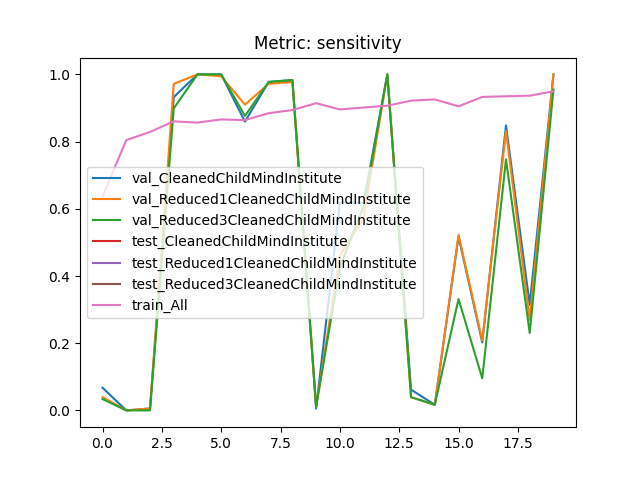 Metric: sensitivity
1.0
0.8
0.6
0.4
0.2
0.0
val_CleanedChildMindInstitute
val_Reduced1CleanedChildMindInstitute
val_Reduced3CleanedChildMindInstitute
test_CleanedChildMindInstitute
test_Reduced1CleanedChildMindInstitute
test_Reduced3CleanedChildMindInstitute
train_All
0.0 2.5 5.0 7.5 10.0 12.5 15.0 17.5